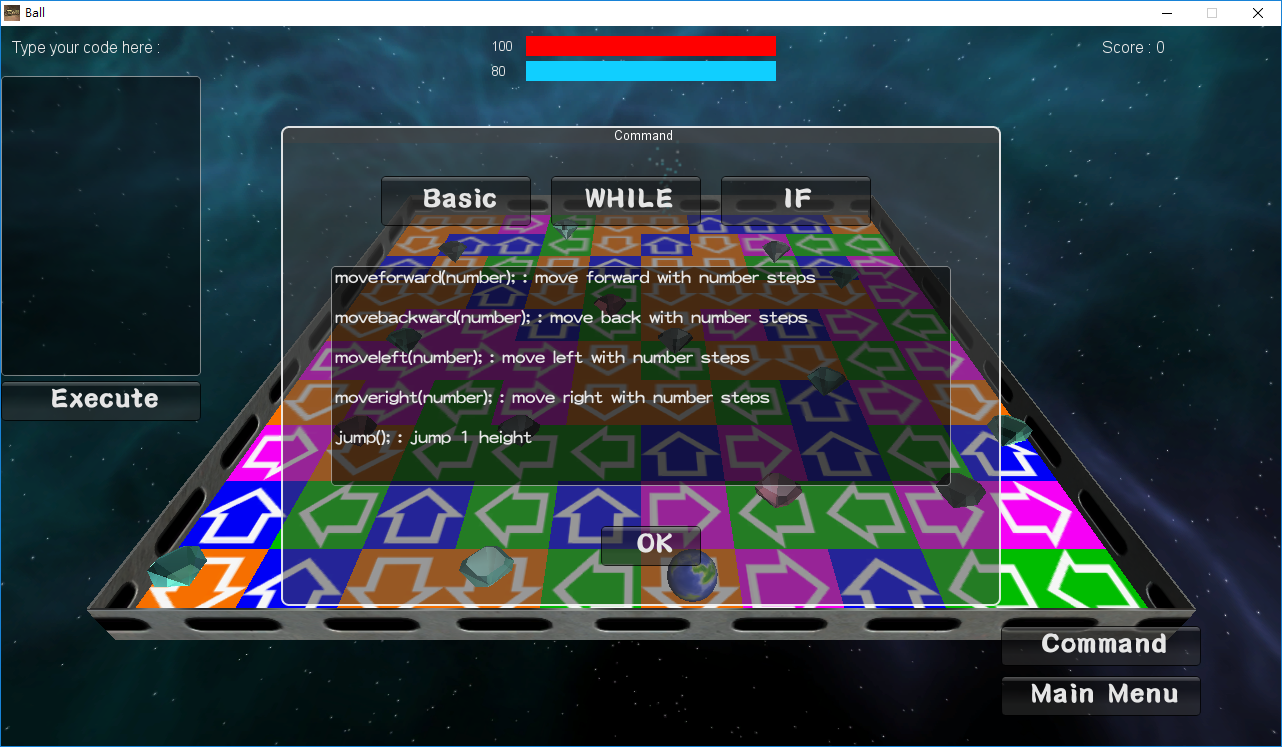 Ball
Type your code here :
100
80
Score : 0
Command
Basic
WHILE
IF
moveforward(number); : move forward with number steps
movebackward(number); : move back with number steps
moveleft(number); : move left with number steps
moveright(number); : move right with number steps
jump(); : jump 1 height
Execute
OK
Command
Main Menu